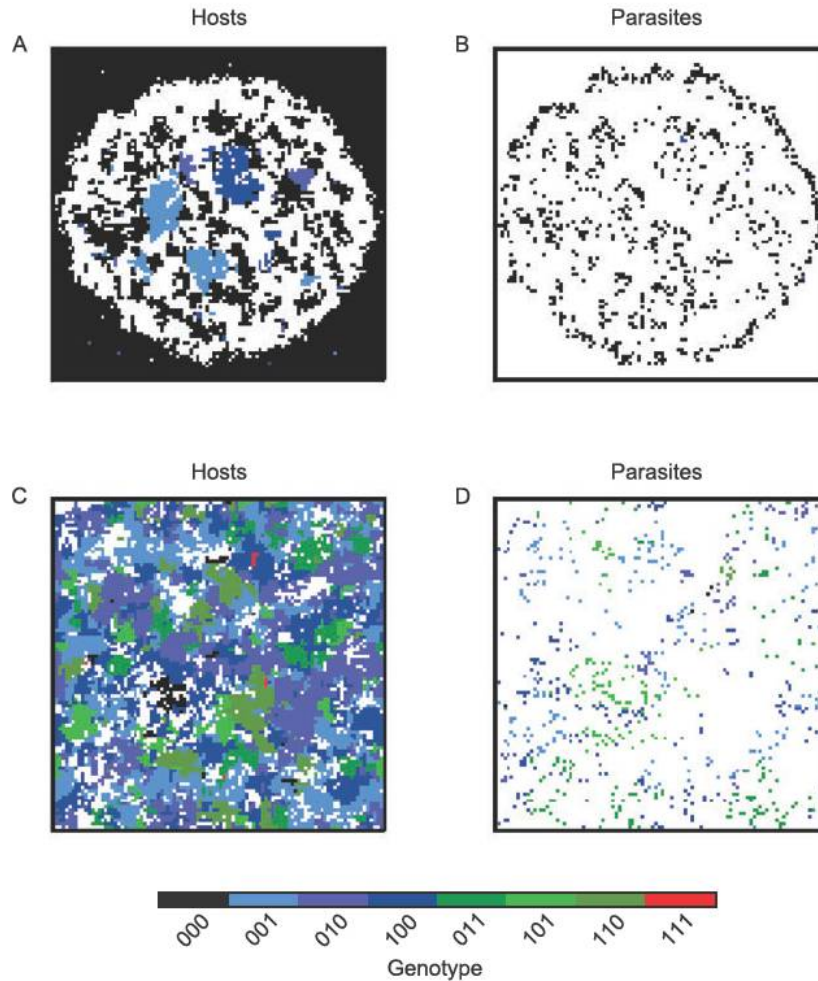 Hosts Parasites
A B
Hosts Parasites
C D
000 001 010 100 011 101 110 111
Genotype